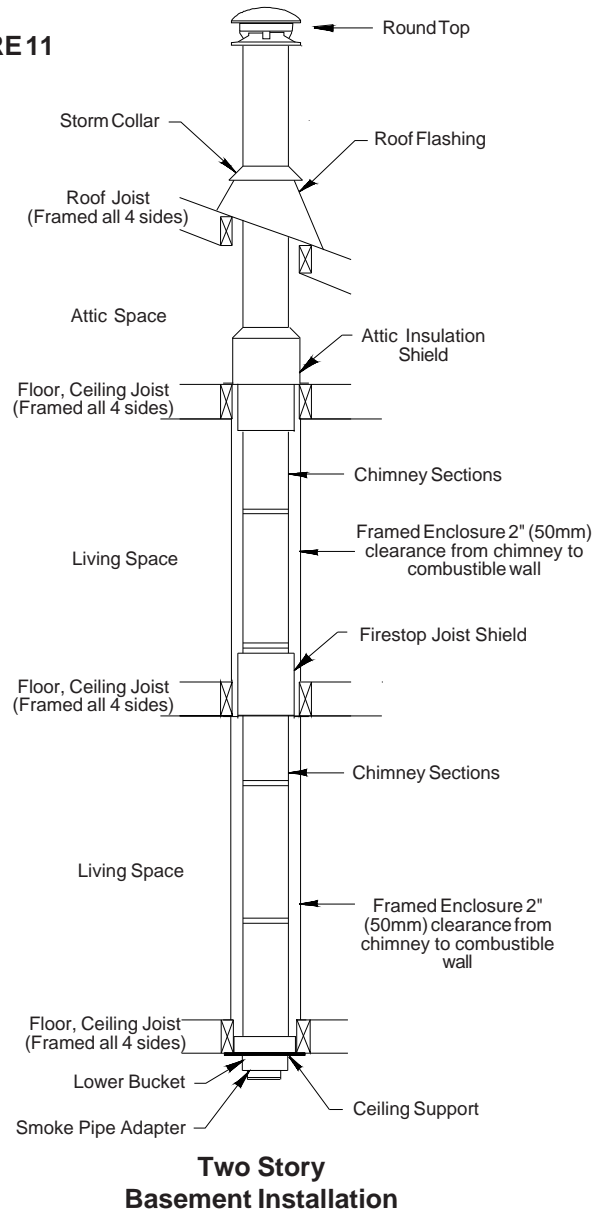 RE 11
Round Top
Storm Collar
Roof Flashing
Roof Joist
(Framed all 4 sides)
Attic Space
Attic Insulation
Shield
Floor, Ceiling Joist
(Framed all 4 sides)
Chimney Sections
Framed Enclosure 2" (50mm)
clearance from chimney to
combustible wall
Living Space
Firestop Joist Shield
Floor, Ceiling Joist
(Framed all 4 sides)
Chimney Sections
Living Space
Framed Enclosure 2"
(50mm) clearance from
chimney to combustible
wall
Floor, Ceiling Joist
(Framed all 4 sides)
Lower Bucket
Ceiling Support
Smoke Pipe Adapter
Two Story
Basement Installation